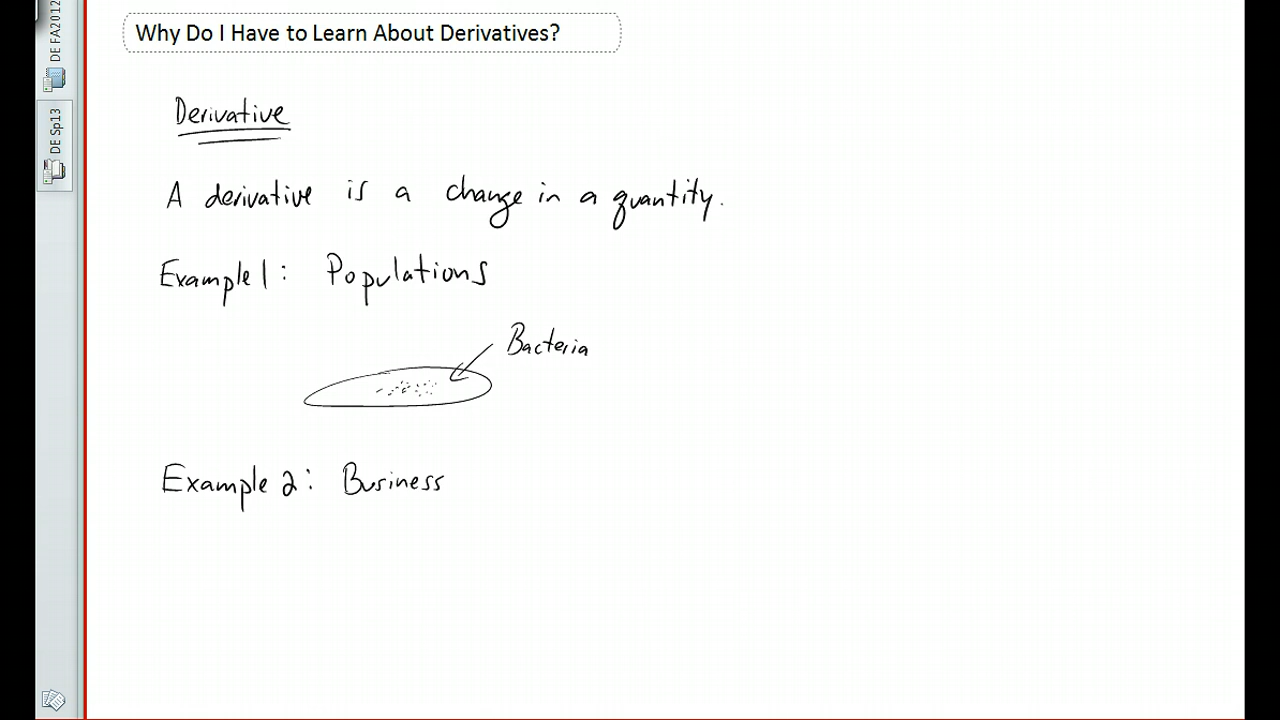 DE FA2012
DE Sp13
Why Do I Have to Learn About Derivatives?
Derivative
A derivative is a change in a quantity.
Example 1: Populations
Bacteria
Example 2: Business